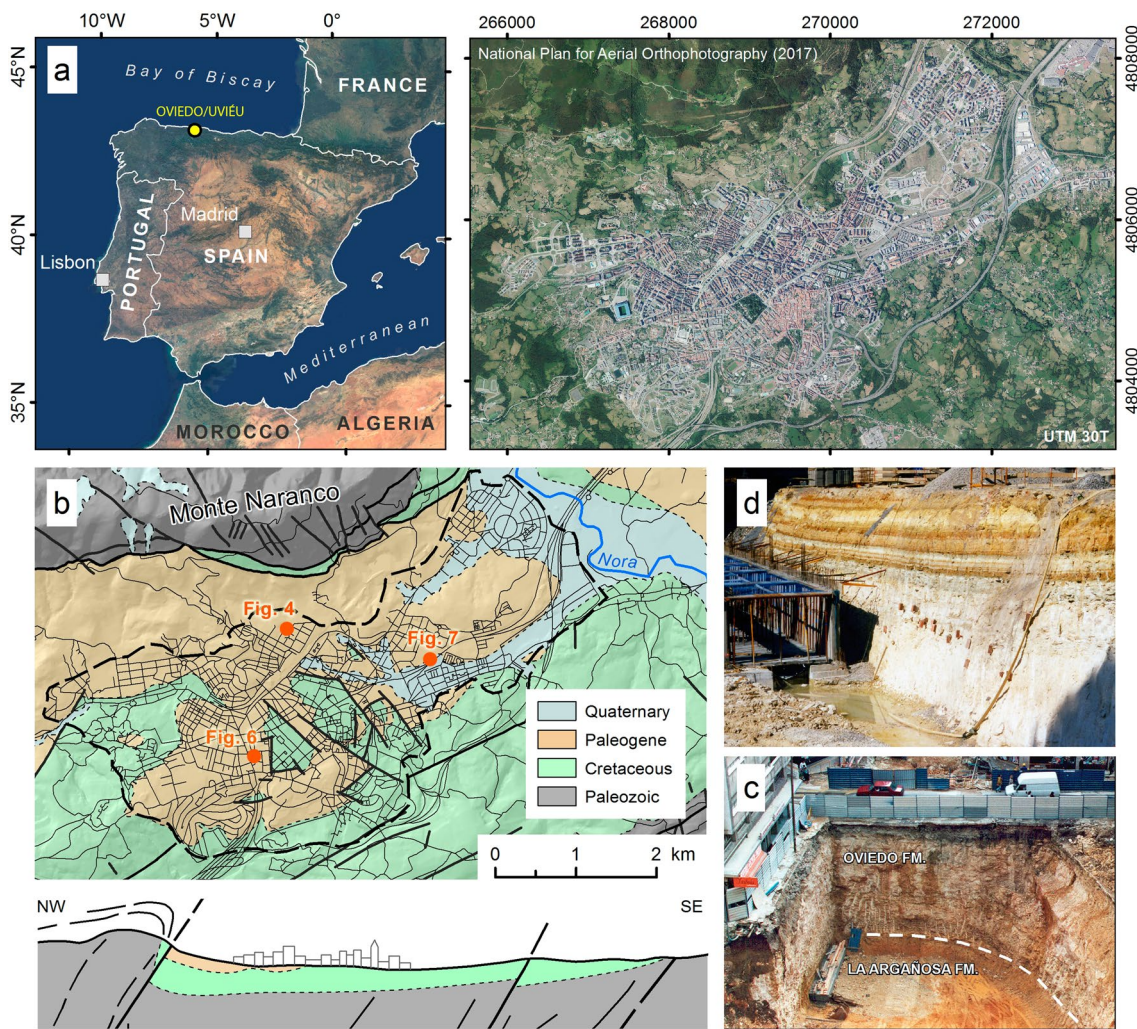 10°W
5°W
0°
45°N
40°N
35°N
a
Bay of Biscay
FRANCE
OVIEDO/UVIÉU
PORTUGAL
Madrid
SPAIN
Lisbon
Mediterranean
MOROCCO
ALGERIA
266000
268000
270000
272000
National Plan for Aerial Orthophotography (2017)
4808000
4806000
4804000
UTM 30T
b
Monte Naranco
Nora
Fig. 4
Fig. 7
Fig. 6
Quaternary
Paleogene
Cretaceous
Paleozoic
0
1
2
km
NW
SE
d
c
OVIEDO FM.
LA ARGAÑOSA FM.